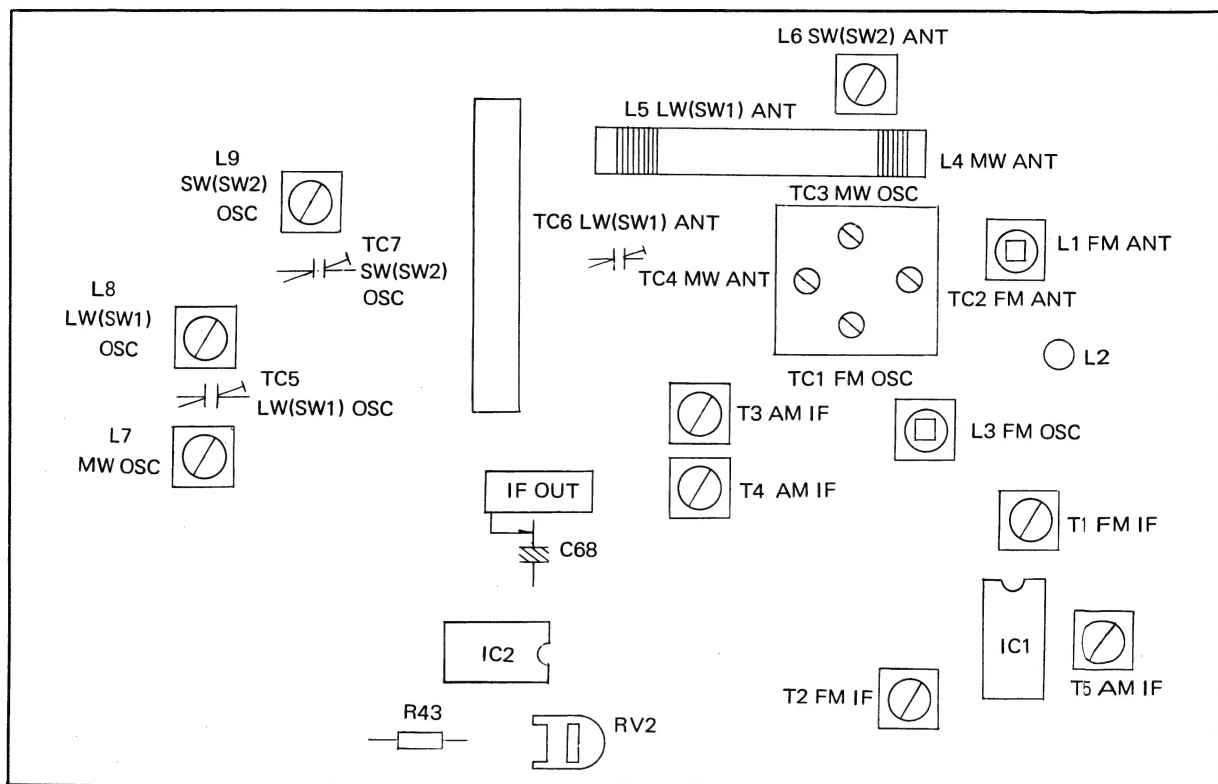 L6 SW(SW2) ANT
L5 LW(SW1) ANT
L4 MW ANT
L9
SW(SW2)
OSC
TC3 MW OSC
TC6 LW(SW1) ANT
L1 FM ANT
TC7
SW(SW2)
OSC
TC4 MW ANT
TC2 FM ANT
L8
LW(SW1)
OSC
L2
TC1 FM OSC
TC5
LW(SW1) OSC
T3 AM IF
L3 FM OSC
L7
MW OSC
IF OUT
T4 AM IF
T1 FM IF
C68
IC2
IC1
T5 AM IF
T2 FM IF
R43
RV2